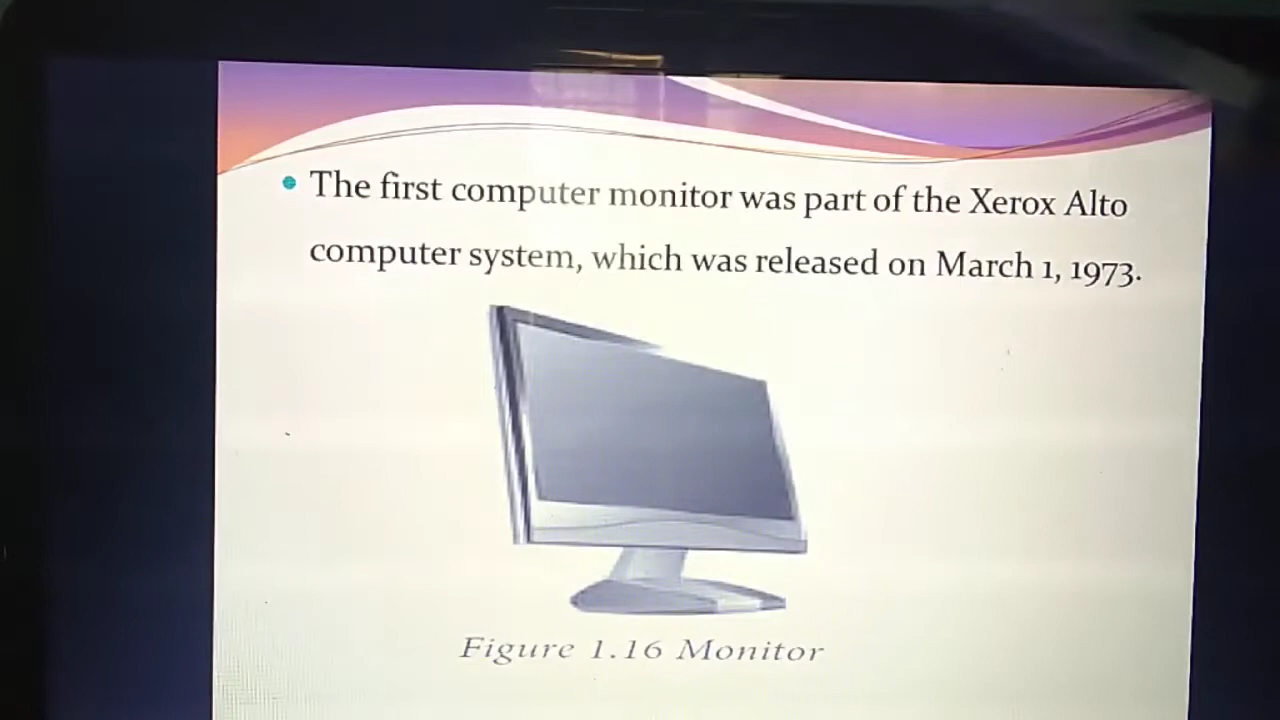 The first computer monitor was part of the Xerox Alto
computer system, which was released on March 1, 1973.
Figure 1.16 Monitor